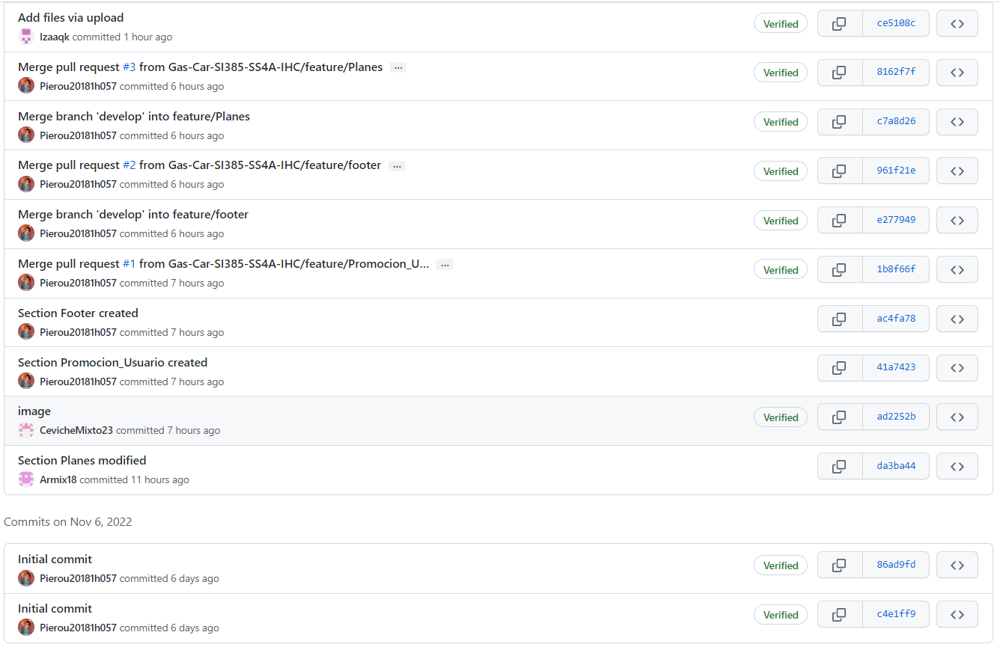 Add files via upload
Izaaqk committed 1 hour ago
Verified
ce5108c
Merge pull request #3 from Gas-Car-SI385-SS4A-IHC/feature/Planes ...
Pierou20181h057 committed 6 hours ago
Verified
8162f7f
Merge branch 'develop' into feature/Planes
Pierou20181h057 committed 6 hours ago
Verified
c7a8d26
Merge pull request #2 from Gas-Car-SI385-SS4A-IHC/feature/footer ...
Pierou20181h057 committed 6 hours ago
Verified
961f21e
Merge branch 'develop' into feature/footer
Pierou20181h057 committed 6 hours ago
Verified
e277949
Merge pull request #1 from Gas-Car-SI385-SS4A-IHC/feature/Promocion_U... ...
Pierou20181h057 committed 7 hours ago
Verified
1b8f66f
Section Footer created
Pierou20181h057 committed 7 hours ago
ac4fa78
Section Promocion_Usuario created
Pierou20181h057 committed 7 hours ago
41a7423
image
CevicheMixto23 committed 7 hours ago
Verified
ad2252b
Section Planes modified
Armix18 committed 11 hours ago
da3ba44
Commits on Nov 6, 2022
Initial commit
Pierou20181h057 committed 6 days ago
Verified
86ad9fd
Initial commit
Pierou20181h057 committed 6 days ago
Verified
c4e1ff9